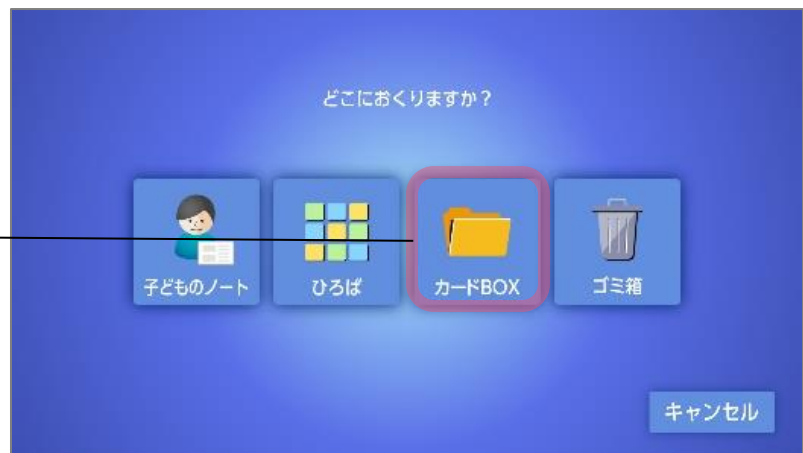 どこにおくりますか？
子どものノート
ひろば
カードBOX
ゴミ箱
キャンセル